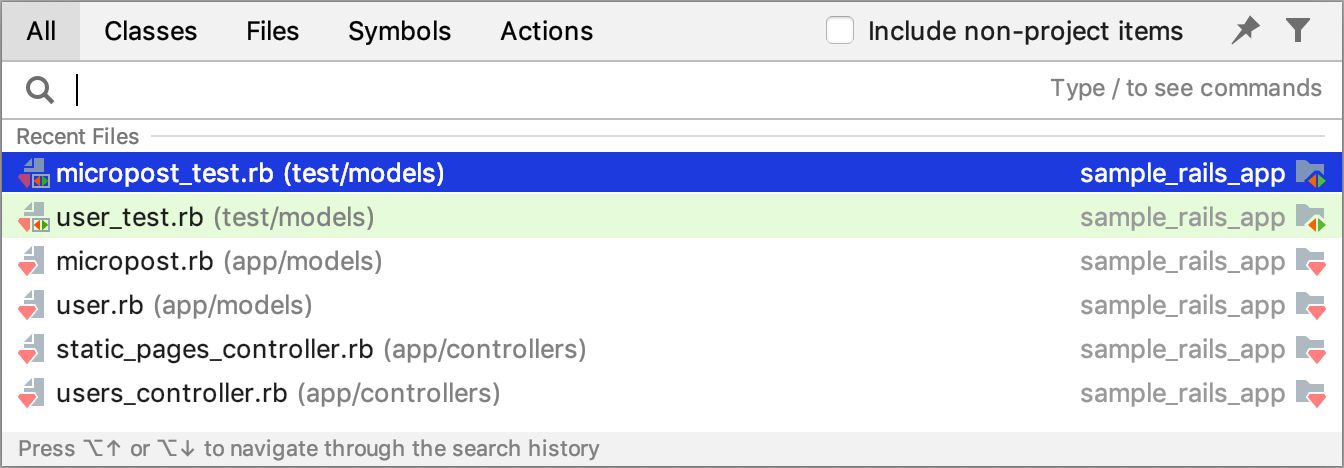 All Classes Files Symbols Actions Include non-project items
Type / to see commands
Recent Files
micropost_test.rb (test/models) sample_rails_app
user_test.rb (test/models) sample_rails_app
micropost.rb (app/models) sample_rails_app
user.rb (app/models) sample_rails_app
static_pages_controller.rb (app/controllers) sample_rails_app
users_controller.rb (app/controllers) sample_rails_app
Press ⌥↑ or ⌥↓ to navigate through the search history